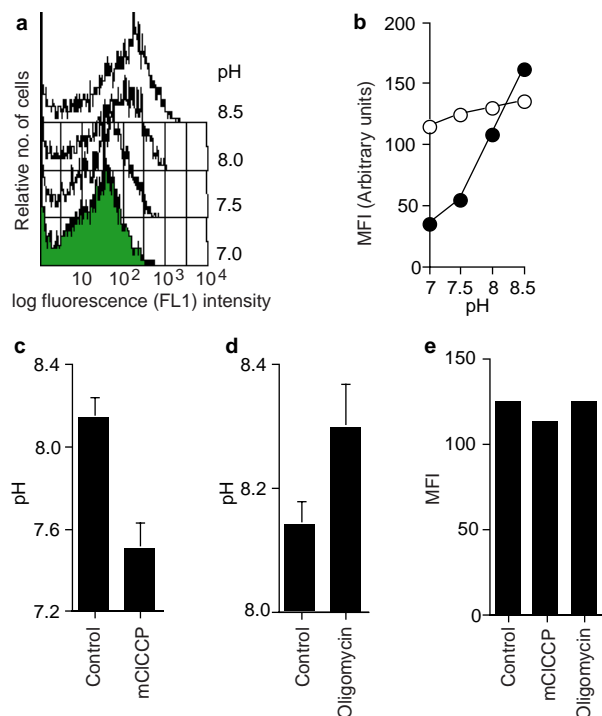 a
Relative no. of cells
pH
8.5
8.0
7.5
7.0
10 10² 10³ 10⁴
log fluorescence (FL1) intensity
b
MFI (Arbitrary units)
200
150
100
50
0
7 7.5 8 8.5
pH
c
pH
8.4
8.0
7.6
7.2
Control
mCICCP
d
pH
8.4
8.2
8.0
Control
Oligomycin
e
MFI
150
100
50
0
Control
mCICCP
Oligomycin